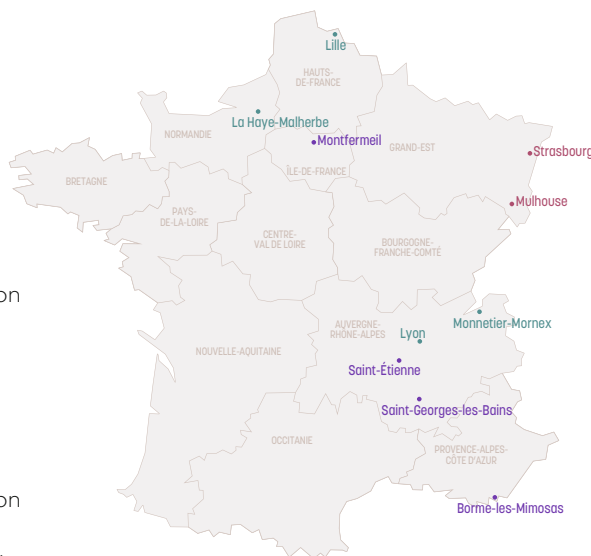 Lille
HAUTS-
DE-FRANCE
La Haye-Malherbe
NORMANDIE
Montfermeil
GRAND-EST
Strasbourg
ÎLE-DE-FRANCE
BRETAGNE
Mulhouse
PAYS-
DE-LA-LOIRE
CENTRE-
VAL DE LOIRE
BOURGOGNE-
FRANCHE-COMTÉ
on
Monnetier-Mornex
AUVERGNE-
RHÔNE-ALPES
Lyon
NOUVELLE-AQUITAINE
Saint-Étienne
Saint-Georges-les-Bains
OCCITANIE
PROVENCE-ALPES-
CÔTE D'AZUR
on
Borme-les-Mimosas